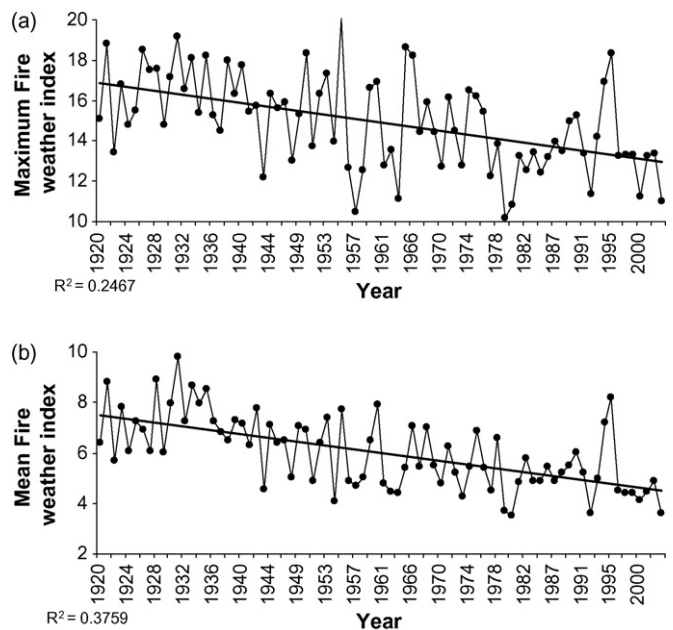 (a)
Maximum Fire
weather index
20
18
16
14
12
10
1920 1924 1928 1932 1936 1940 1944 1949 1953 1957 1961 1966 1970 1974 1978 1982 1987 1991 1995 2000
R² = 0.2467
Year
(b)
Mean Fire
weather index
10
8
6
4
2
1920 1924 1928 1932 1936 1940 1944 1949 1953 1957 1961 1966 1970 1974 1978 1982 1987 1991 1995 2000
R² = 0.3759
Year